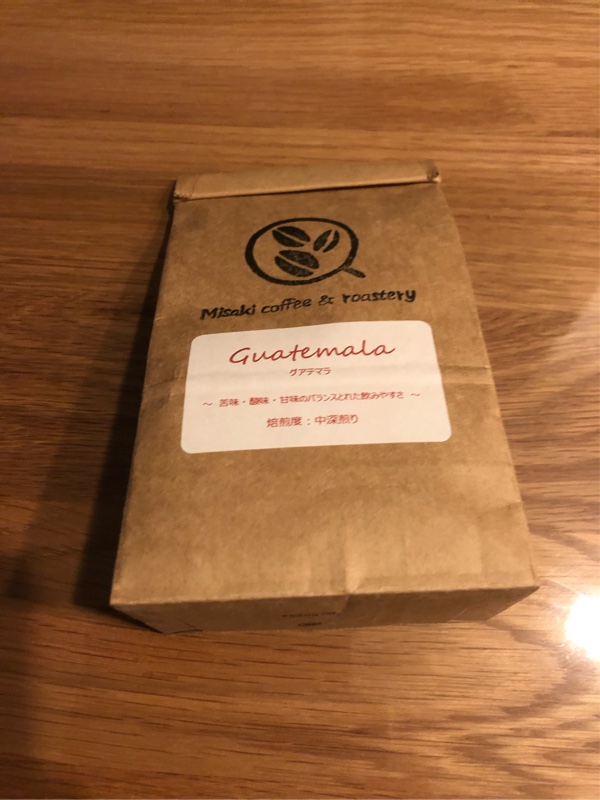 Misaki coffee & roastery
Guatemala
グアテマラ
～ 苦味・酸味・甘味のバランスとれた飲みやすさ ～
焙煎度：中深煎り